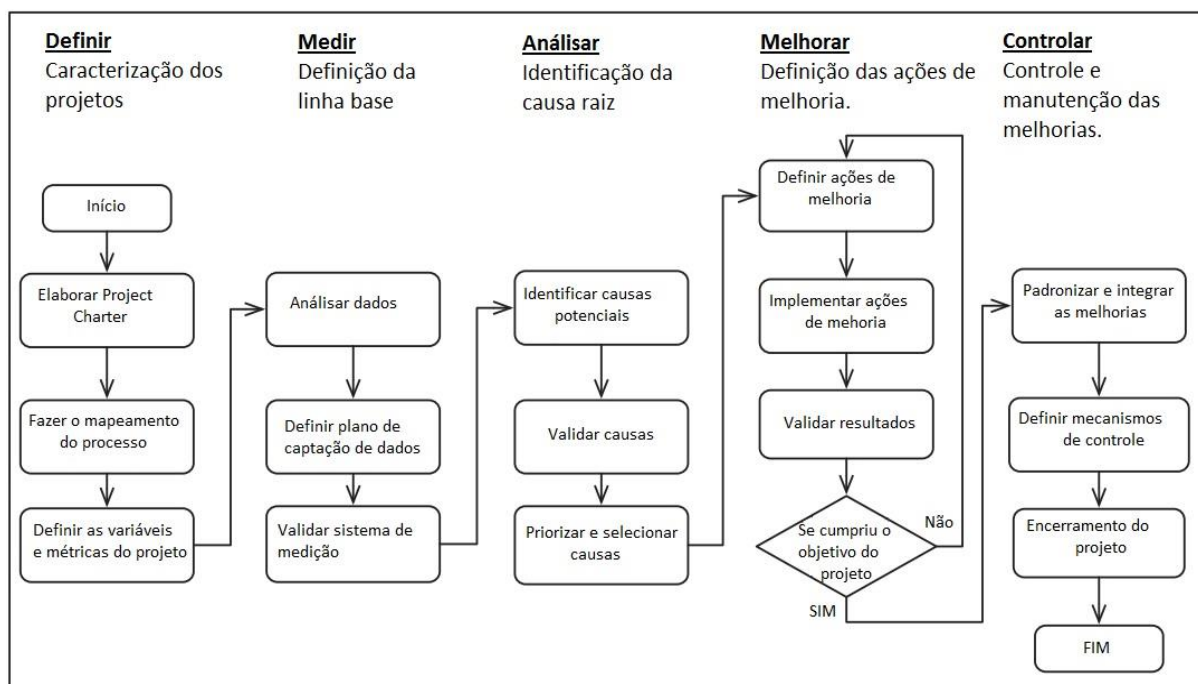 Definir
Caracterização dos
projetos
Início
Elaborar Project
Charter
Fazer o mapeamento
do processo
Definir as variáveis
e métricas do projeto
Medir
Definição da
linha base
Análisar dados
Definir plano de
captação de dados
Validar sistema de
medição
Análisar
Identificação da
causa raiz
Identificar causas
potenciais
Validar causas
Priorizar e selecionar
causas
Melhorar
Definição das ações de
melhoria.
Definir ações de
melhoria
Implementar ações
de mehoria
Validar resultados
Se cumpriu o
objetivo do
projeto
Não
SIM
Controlar
Controle e
manutenção das
melhorias.
Padronizar e integrar
as melhorias
Definir mecanismos
de controle
Encerramento do
projeto
FIM